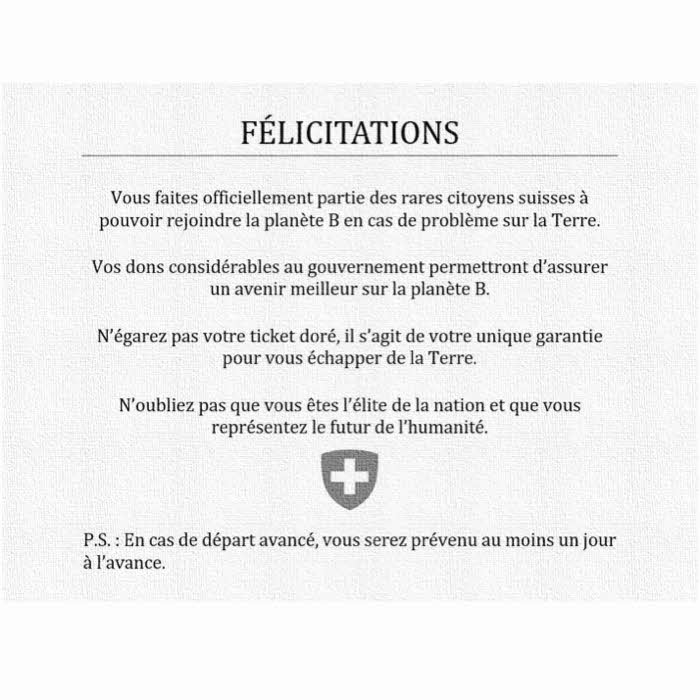 FÉLICITATIONS
Vous faites officiellement partie des rares citoyens suisses à
pouvoir rejoindre la planète B en cas de problème sur la Terre.
Vos dons considérables au gouvernement permettront d’assurer
un avenir meilleur sur la planète B.
N’égarez pas votre ticket doré, il s’agit de votre unique garantie
pour vous échapper de la Terre.
N’oubliez pas que vous êtes l’élite de la nation et que vous
représentez le futur de l’humanité.
P.S. : En cas de départ avancé, vous serez prévenu au moins un jour
à l’avance.